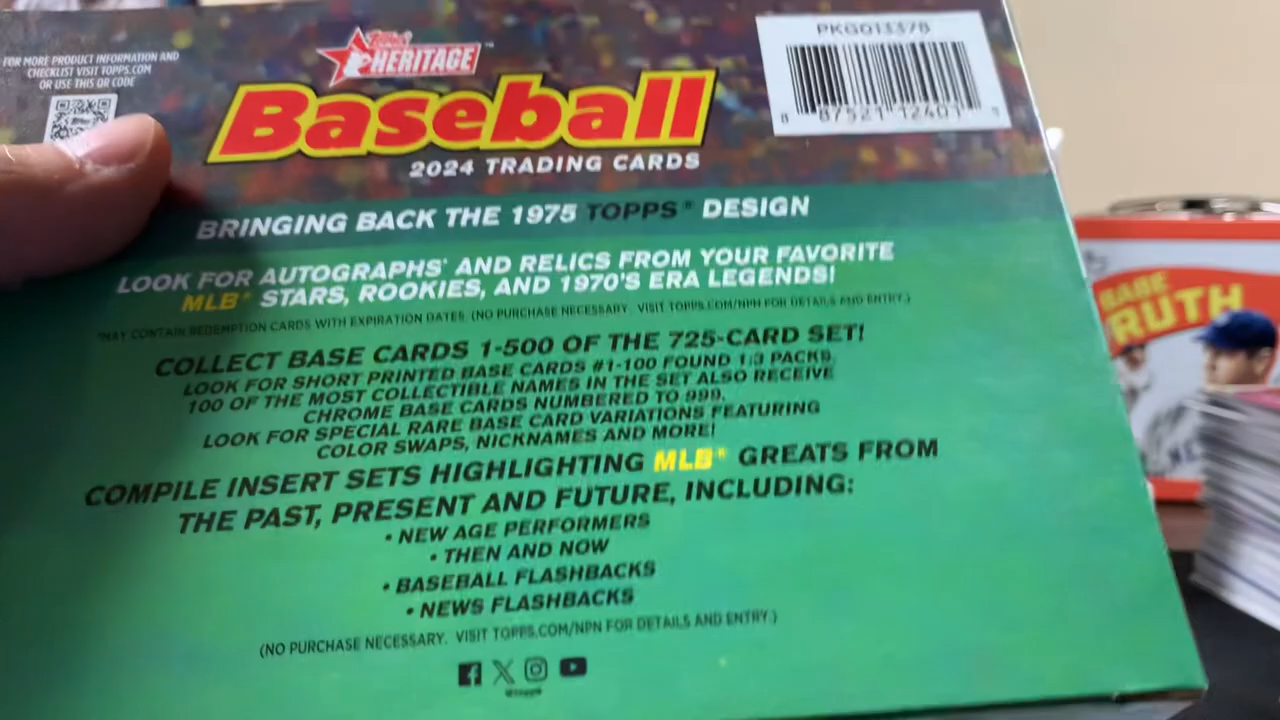 FOR MORE PRODUCT INFORMATION AND
CHECKLIST VISIT TOPPS.COM
OR USE THIS QR CODE
Topps
HERITAGE™
Baseball
2024 TRADING CARDS
PKG013378
8 87521 12401 3
BRINGING BACK THE 1975 TOPPS® DESIGN
LOOK FOR AUTOGRAPHS* AND RELICS FROM YOUR FAVORITE
MLB® STARS, ROOKIES, AND 1970'S ERA LEGENDS!
*MAY CONTAIN REDEMPTION CARDS WITH EXPIRATION DATES. (NO PURCHASE NECESSARY. VISIT TOPPS.COM/NPN FOR DETAILS AND ENTRY.)
COLLECT BASE CARDS 1-500 OF THE 725-CARD SET!
LOOK FOR SHORT PRINTED BASE CARDS #1-100 FOUND 1:3 PACKS.
100 OF THE MOST COLLECTIBLE NAMES IN THE SET ALSO RECEIVE
CHROME BASE CARDS NUMBERED TO 999.
LOOK FOR SPECIAL RARE BASE CARD VARIATIONS FEATURING
COLOR SWAPS, NICKNAMES AND MORE!
COMPILE INSERT SETS HIGHLIGHTING MLB® GREATS FROM
THE PAST, PRESENT AND FUTURE, INCLUDING:
• NEW AGE PERFORMERS
• THEN AND NOW
• BASEBALL FLASHBACKS
• NEWS FLASHBACKS
(NO PURCHASE NECESSARY. VISIT TOPPS.COM/NPN FOR DETAILS AND ENTRY.)
BABE
RUTH